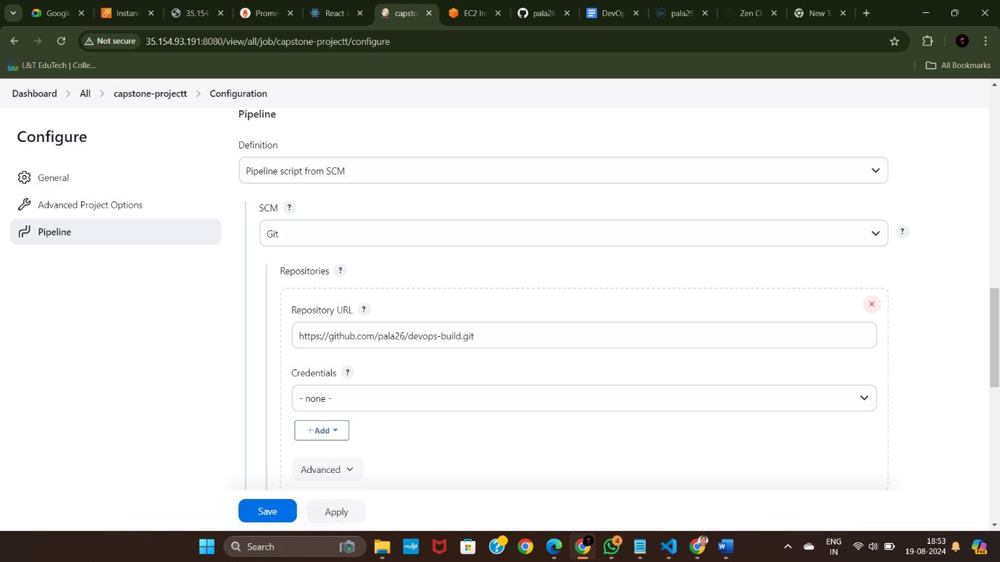 Google
Instanc
35.154
Prome
React A
capsto
EC2 In
pala26
DevOp
pala29
Zen Cl
New T
Not secure
35.154.93.191:8080/view/all/job/capstone-projectt/configure
L&T EduTech | Colle...
All Bookmarks
Dashboard
All
capstone-projectt
Configuration
Configure
General
Advanced Project Options
Pipeline
Pipeline
Definition
Pipeline script from SCM
SCM ?
Git
?
Repositories ?
Repository URL ?
https://github.com/pala26/devops-build.git
Credentials ?
- none -
+Add
Advanced
Save
Apply
Search
myhp
4
ENG
IN
18:53
19-08-2024
PRE